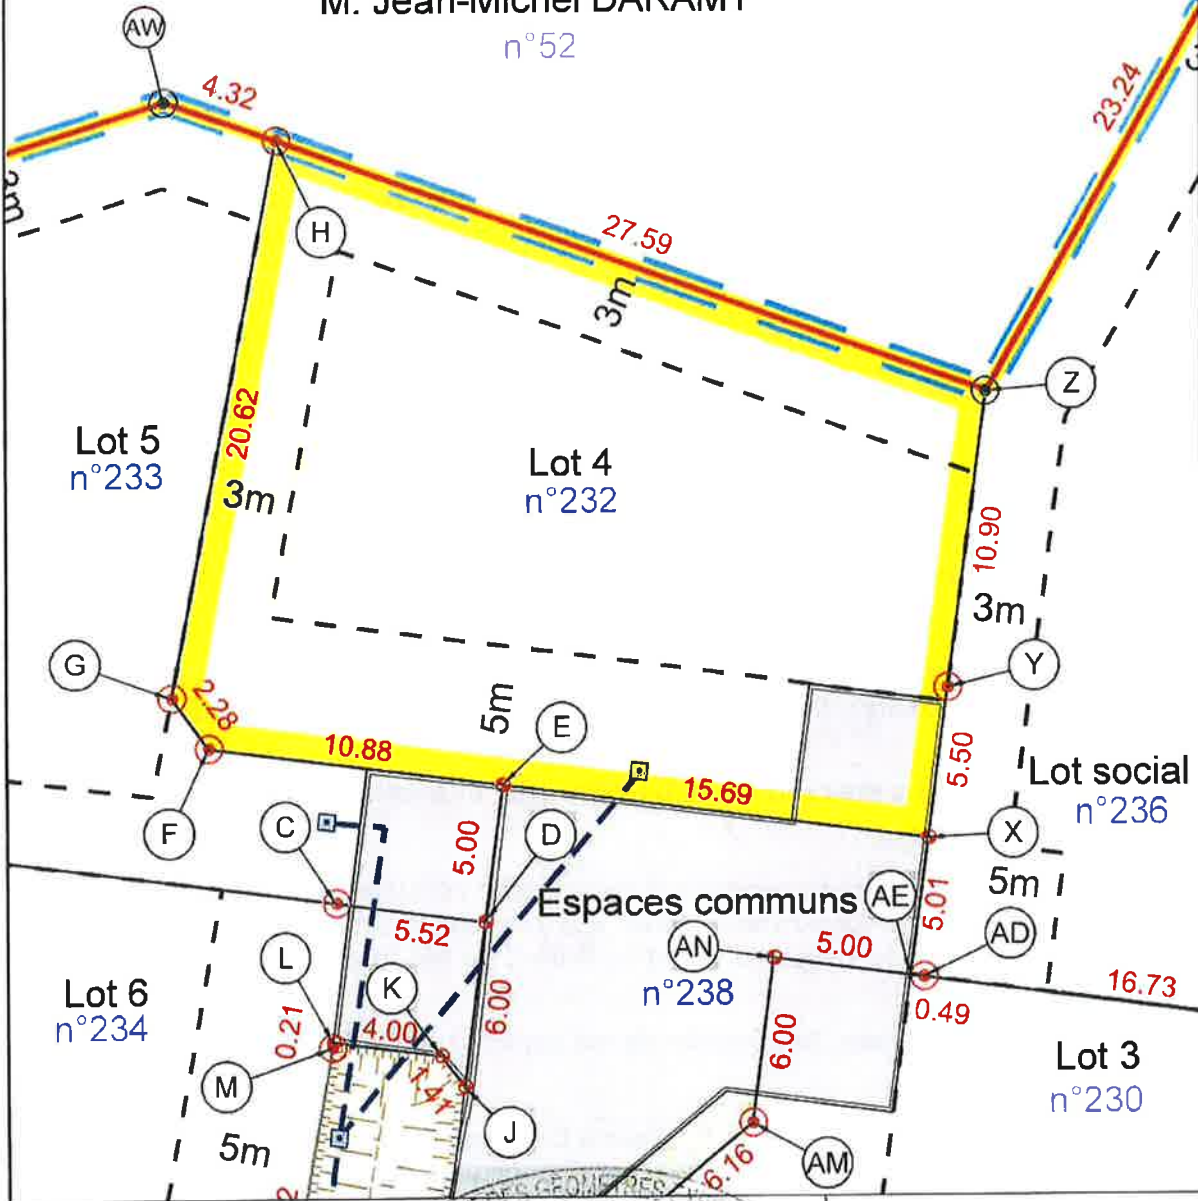 M. Jean-Michel DARAMY
n°52
AW
4.32
23.24
3m
H
27.59
3m
Z
Lot 5
n°233
20.62
3m
Lot 4
n°232
10.90
3m
G
Y
2.28
5m
E
10.88
15.69
5.50
Lot social
n°236
F
C
5.00
D
X
5m
Espaces communs
AE
5.01
AD
5.52
AN
5.00
16.73
L
K
n°238
0.49
Lot 6
n°234
0.21
4.00
6.00
6.00
Lot 3
n°230
M
1.41
J
5m
AM
6.16